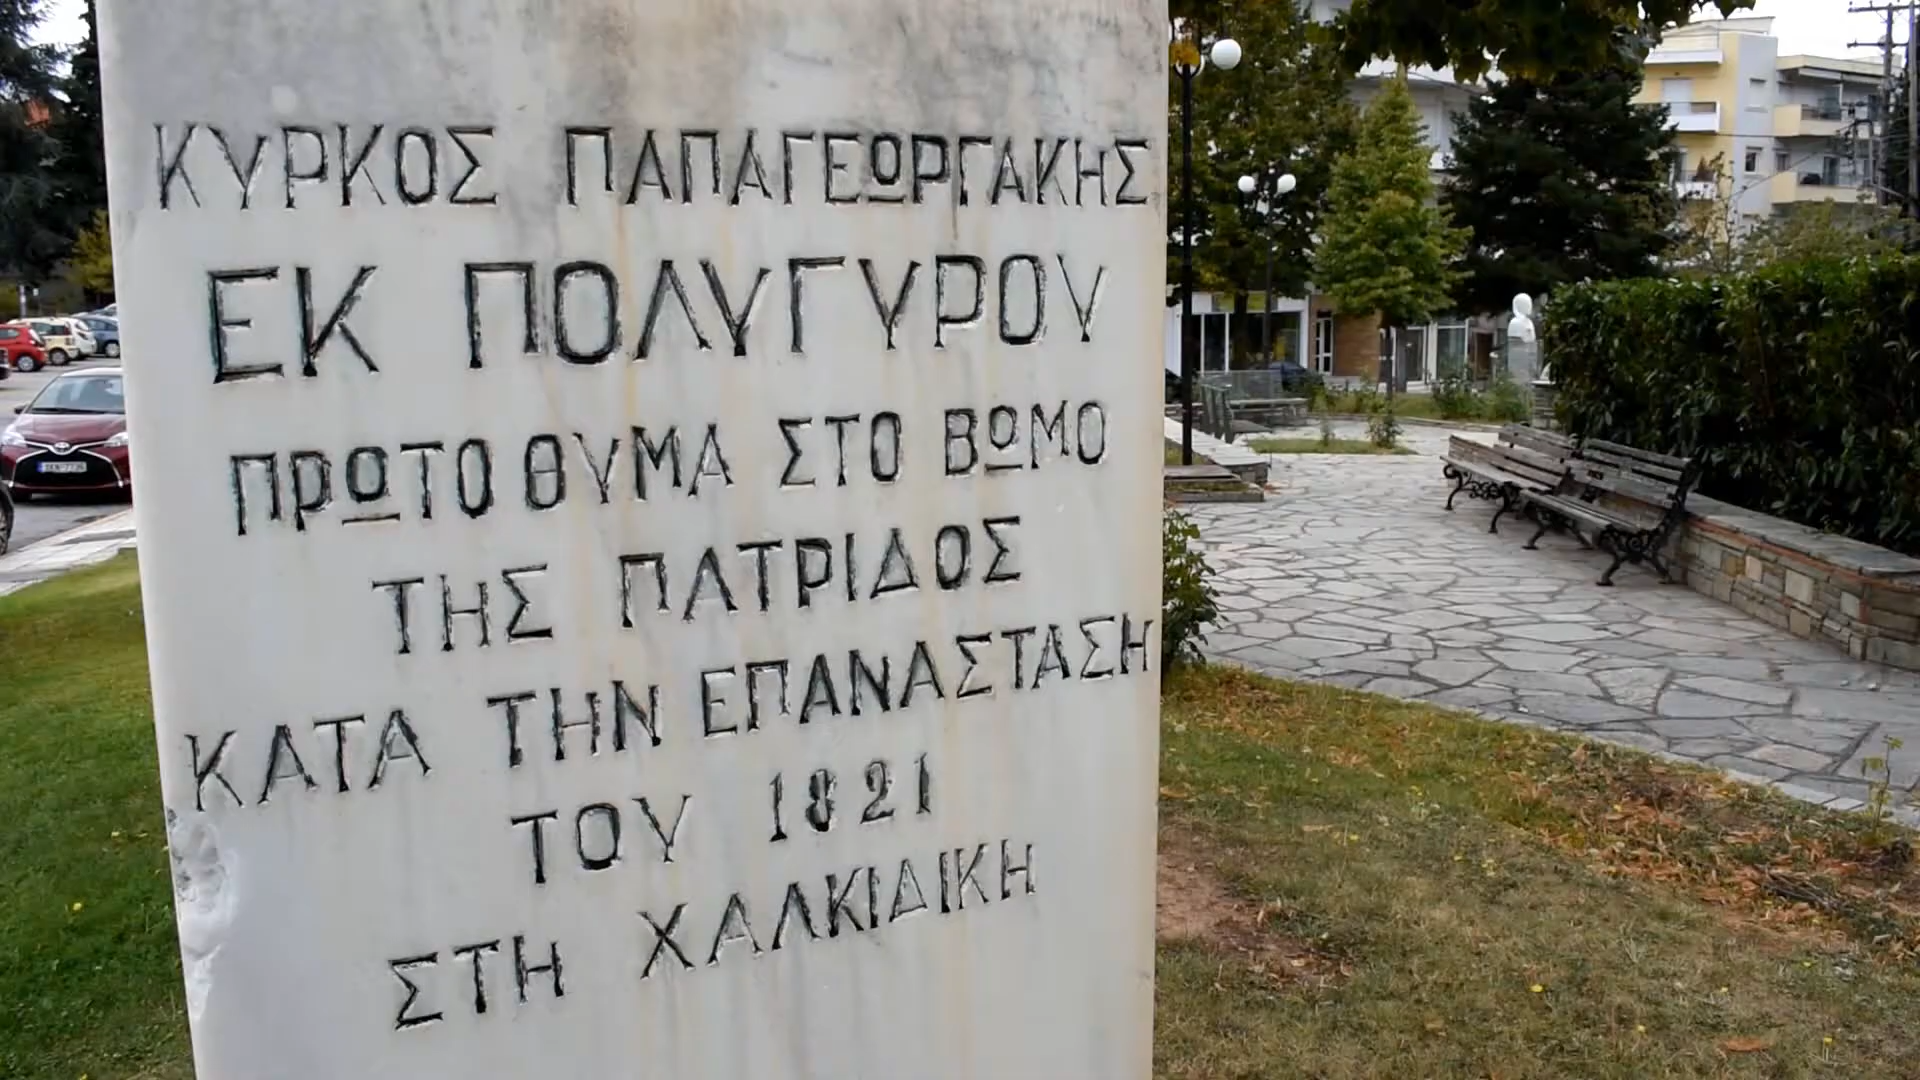 ΚΥΡΚΟΣ ΠΑΠΑΓΕΩΡΓΑΚΗΣ
ΕΚ ΠΟΛΥΓΥΡΟΥ
ΠΡΩΤΟΘΥΜΑ ΣΤΟ ΒΩΜΟ
ΤΗΣ ΠΑΤΡΙΔΟΣ
ΚΑΤΑ ΤΗΝ ΕΠΑΝΑΣΤΑΣΗ
ΤΟΥ 1821
ΣΤΗ ΧΑΛΚΙΔΙΚΗ